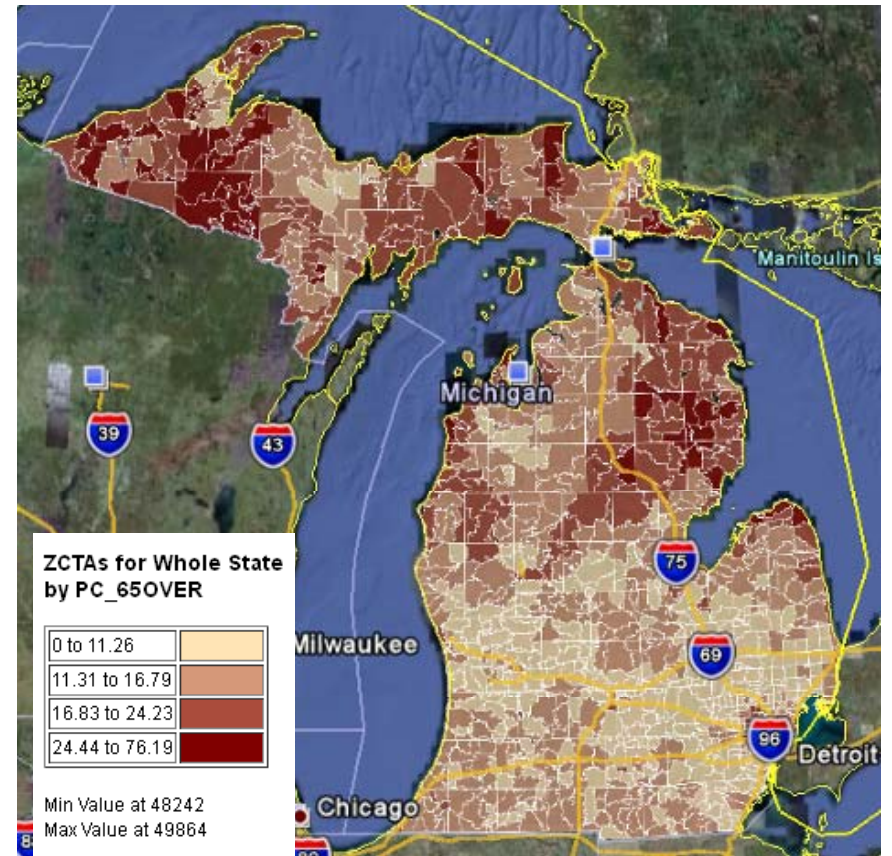 Manitoulin Is
Michigan
39
43
75
ZCTAs for Whole State
by PC_65OVER
0 to 11.26
11.31 to 16.79
16.83 to 24.23
24.44 to 76.19
Min Value at 48242
Max Value at 49864
Milwaukee
69
96
Detroit
Chicago